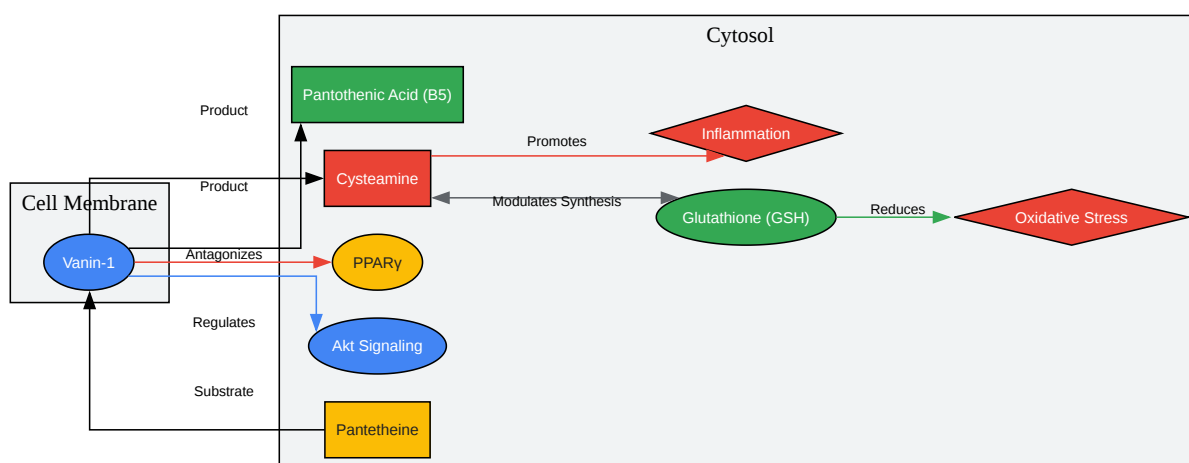 Cytosol
Pantothenic Acid (B5)
Product
Inflammation
Promotes
Cysteamine
Product
Modulates Synthesis
Glutathione (GSH)
Reduces
Oxidative Stress
Cell Membrane
Vanin-1
Antagonizes
PPARγ
Regulates
Akt Signaling
Substrate
Pantetheine